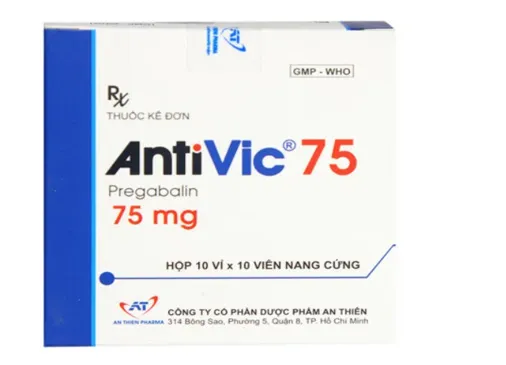 GMP - WHO
Rx
THUỐC KÊ ĐƠN
AntiVic® 75
Pregabalin
75 mg
HỘP 10 VỈ x 10 VIÊN NANG CỨNG
AT
AN THIEN PHARMA
CÔNG TY CỔ PHẦN DƯỢC PHẨM AN THIÊN
314 Bông Sao, Phường 5, Quận 8, TP. Hồ Chí Minh